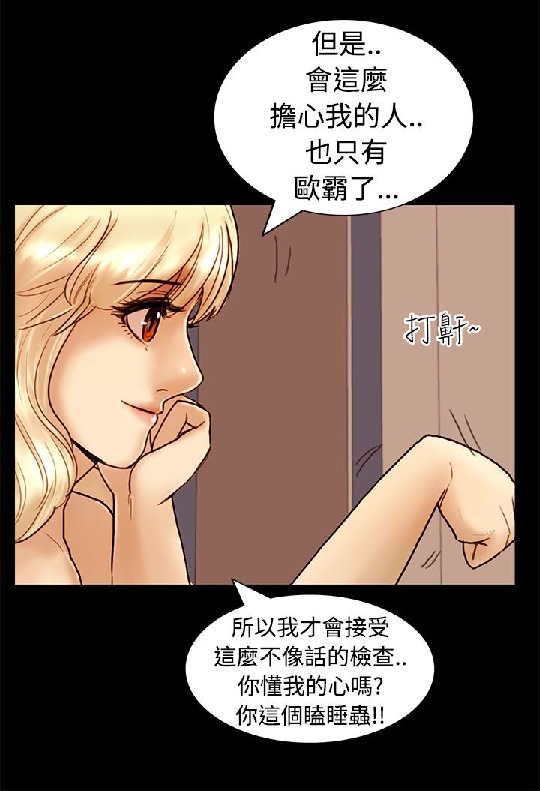 但是..
會這麼
擔心我的人..
也只有
歐霸了...
打鼾~
所以我才會接受
這麼不像話的檢查..
你懂我的心嗎?
你這個瞌睡蟲!!